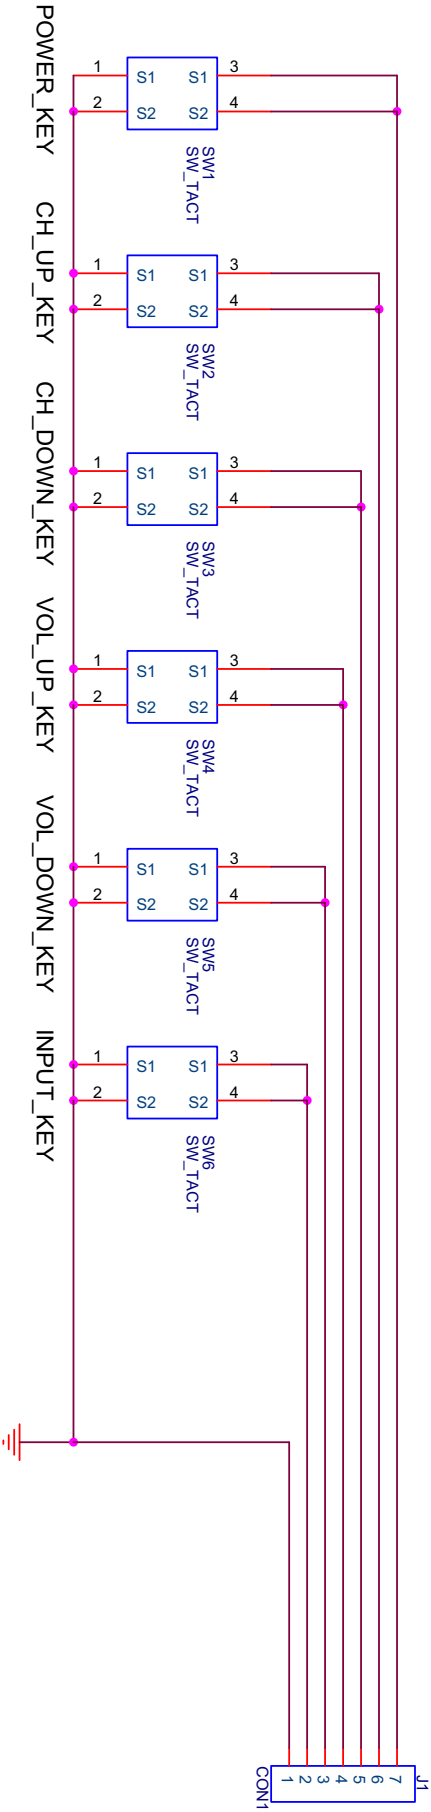 POWER_KEY
1
2
S1
S2
S1
S2
3
4
SW1
SW_TACT
CH_UP_KEY
1
2
S1
S2
S1
S2
3
4
SW2
SW_TACT
CH_DOWN_KEY
1
2
S1
S2
S1
S2
3
4
SW3
SW_TACT
VOL_UP_KEY
1
2
S1
S2
S1
S2
3
4
SW4
SW_TACT
VOL_DOWN_KEY
1
2
S1
S2
S1
S2
3
4
SW5
SW_TACT
INPUT_KEY
1
2
S1
S2
S1
S2
3
4
SW6
SW_TACT
J1
7
6
5
4
3
2
1
CON1